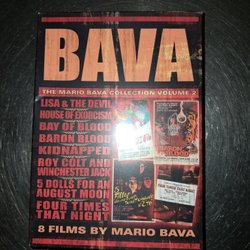 BAVA
THE MARIO BAVA COLLECTION VOLUME 2
LISA & THE DEVIL
HOUSE OF EXORCISM
BAY OF BLOOD
BARON BLOOD
KIDNAPPED
ROY COLT AND
WINCHESTER JACK
5 DOLLS FOR AN
AUGUST MOON
FOUR TIMES
THAT NIGHT
BARON
BLOOD
8 FILMS BY MARIO BAVA